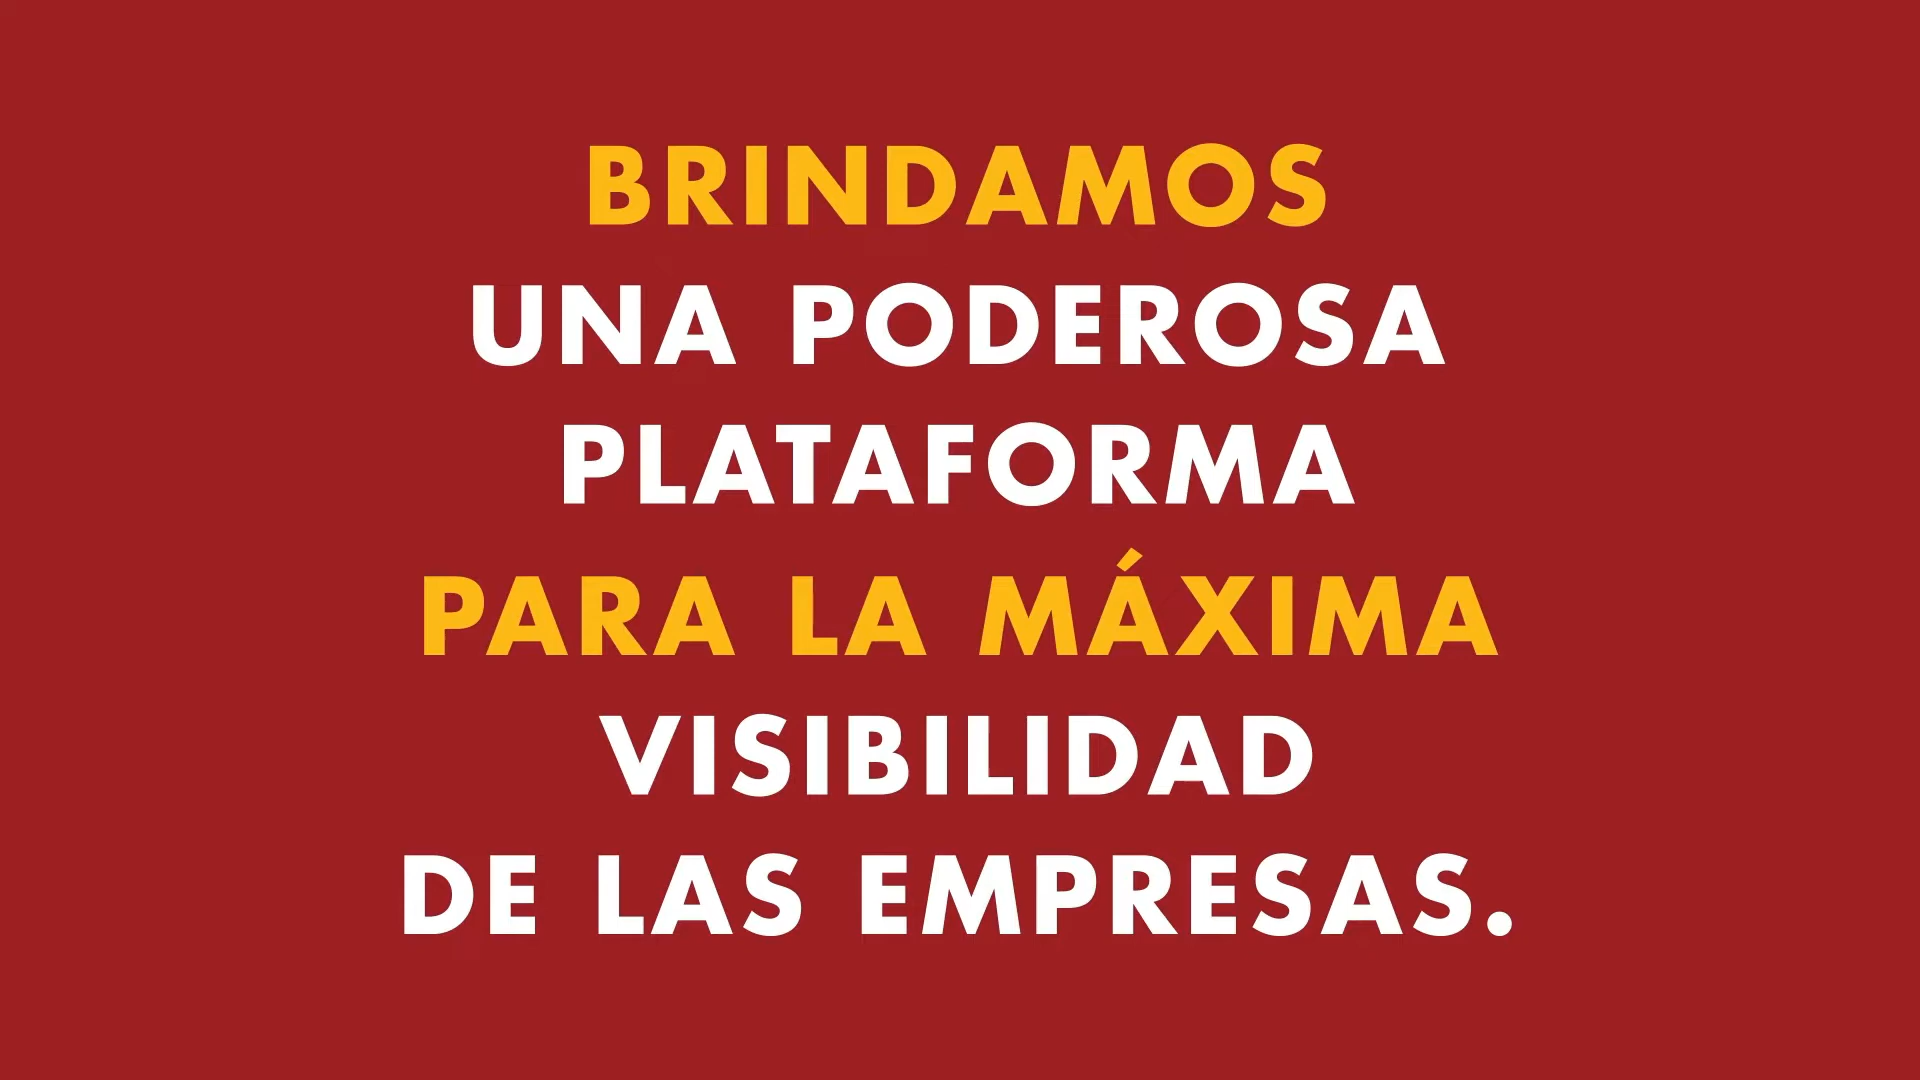 BRINDAMOS
UNA PODEROSA
PLATAFORMA
PARA LA MÁXIMA
VISIBILIDAD
DE LAS EMPRESAS.